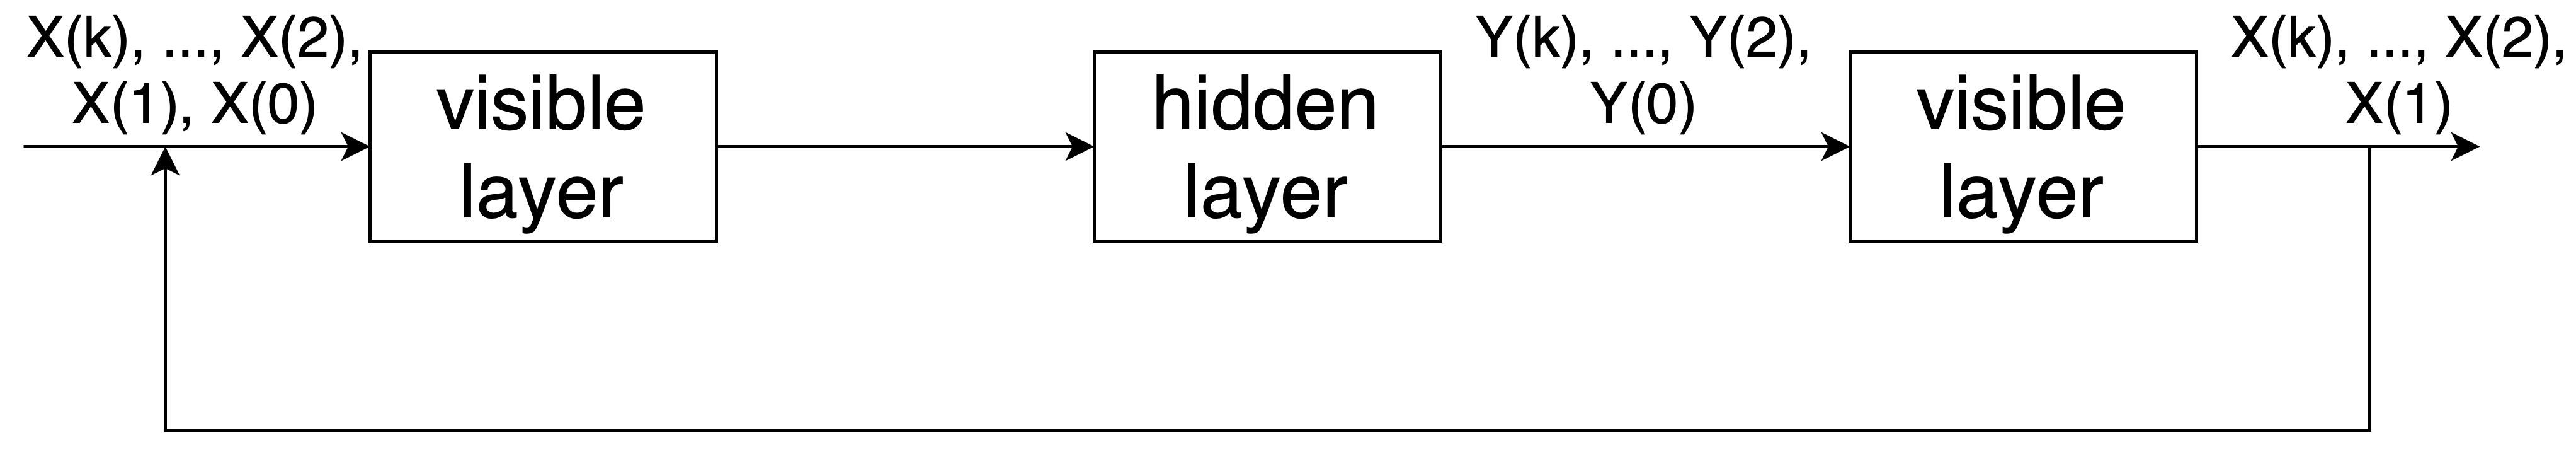 X(k), ..., X(2),
X(1), X(0)
visible
layer
hidden
layer
Y(k), ..., Y(2),
Y(0)
visible
layer
X(k), ..., X(2),
X(1)